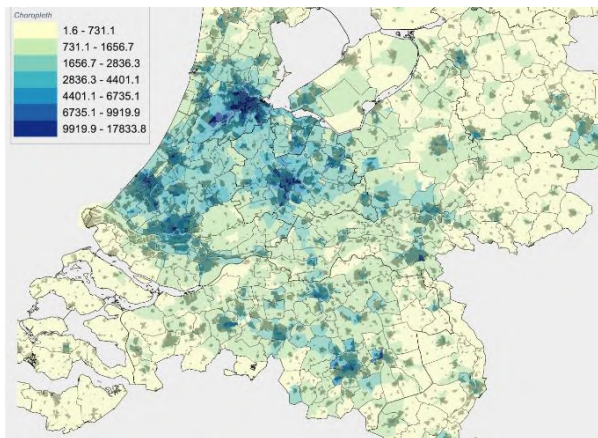 Choropleth
1.6 - 731.1
731.1 - 1656.7
1656.7 - 2836.3
2836.3 - 4401.1
4401.1 - 6735.1
6735.1 - 9919.9
9919.9 - 17833.8